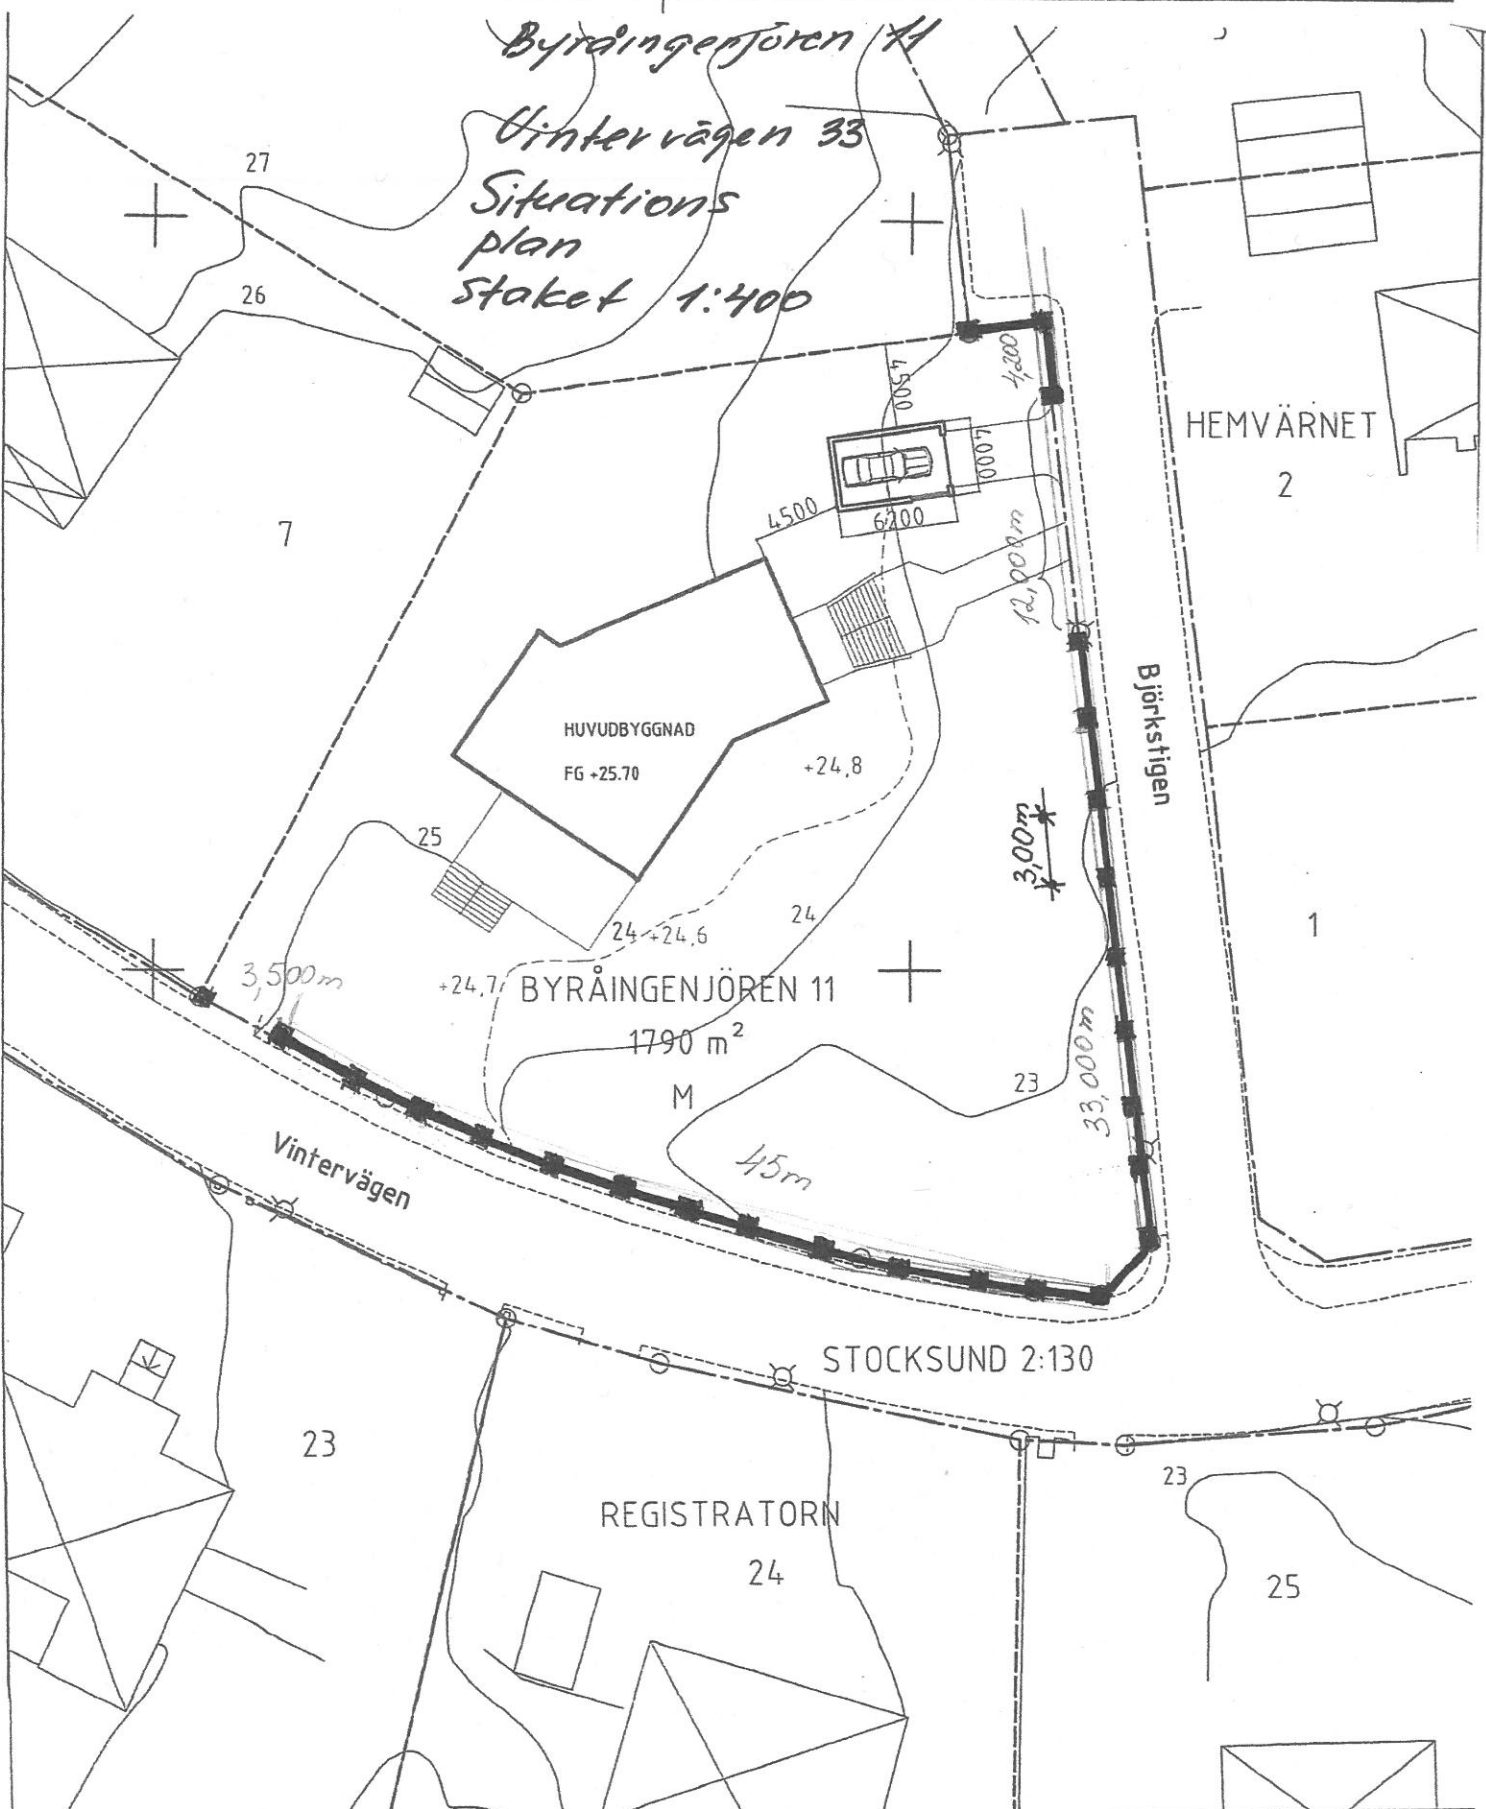 Byråingenjören 11
Vintervägen 33
Situations
plan
Staket 1:400
27
26
4500
4,200
HEMVÄRNET
2
4000
7
4500
6200
12,000m
Björkstigen
HUVUDBYGGNAD
FG +25.70
+24,8
25
3,00m
24
24
+24,6
1
3,500m
+24,7
BYRÅINGENJÖREN 11
1790 m²
M
23
33,000m
45m
Vintervägen
STOCKSUND 2:130
23
23
REGISTRATORN
24
25